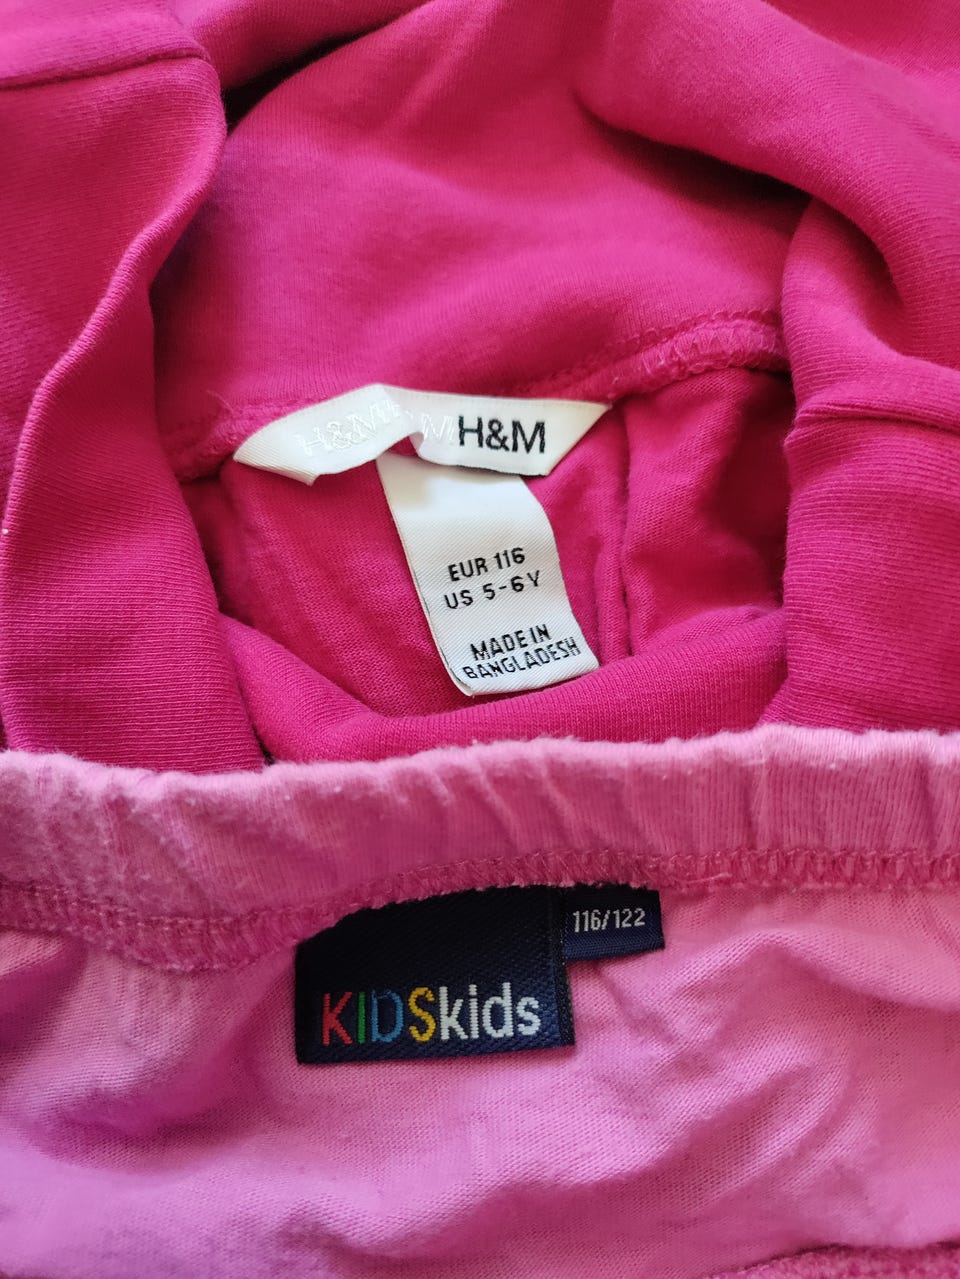 H&M
H&M
EUR 116
US 5-6Y
MADE IN
BANGLADESH
116/122
KIDSkids